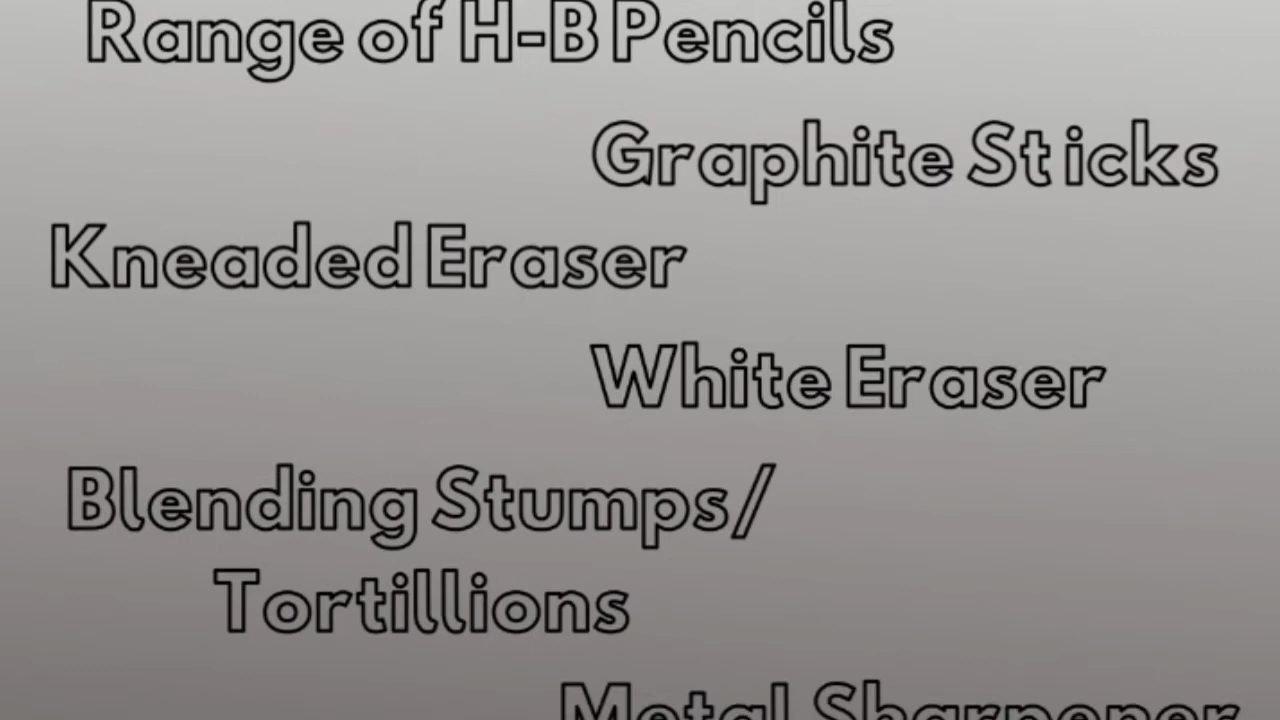 Range of H-B Pencils
Graphite Sticks
Kneaded Eraser
White Eraser
Blending Stumps/
Tortillions
Metal Sharpener